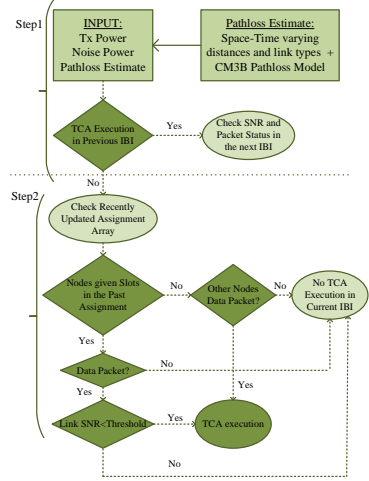 Step1
INPUT:
Tx Power
Noise Power
Pathloss Estimate
Pathloss Estimate:
Space-Time varying
distances and link types +
CM3B Pathloss Model
TCA Execution
in Previous IBI
Yes
Check SNR and
Packet Status in
the next IBI
No
Step2
Check Recently
Updated Assignment
Array
Nodes given Slots
in the Past
Assignment
No
Other Nodes
Data Packet?
No
No TCA
Execution in
Current IBI
Yes
Data Packet?
No
Yes
Yes
Link SNR<Threshold
Yes
TCA execution
No